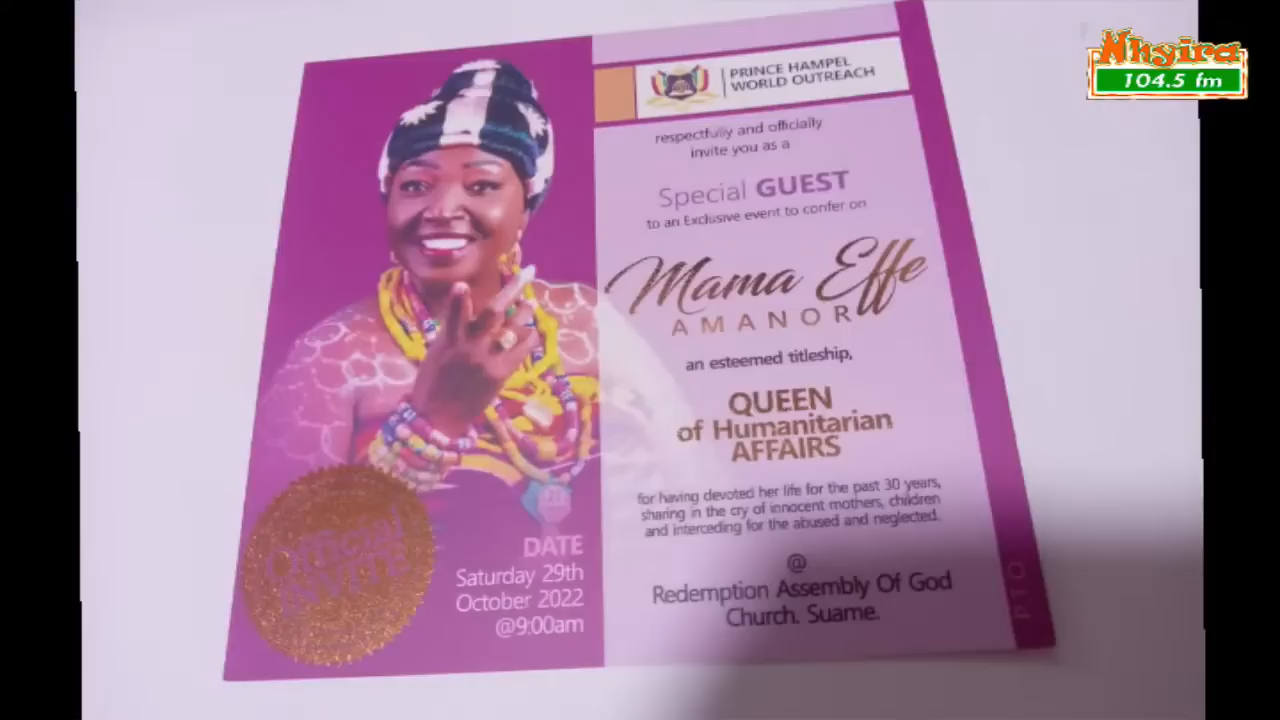 Nhyira
104.5 fm
PRINCE HAMPEL
WORLD OUTREACH
respectfully and officially
invite you as a
Special GUEST
to an Exclusive event to confer on
Mama Effe
AMANOR
an esteemed titleship,
QUEEN
of Humanitarian
AFFAIRS
for having devoted her life for the past 30 years,
sharing in the cry of innocent mothers, children
and interceding for the abused and neglected.
@
Redemption Assembly Of God
Church. Suame.
Official
INVITE
DATE
Saturday 29th
October 2022
@9:00am
PTO